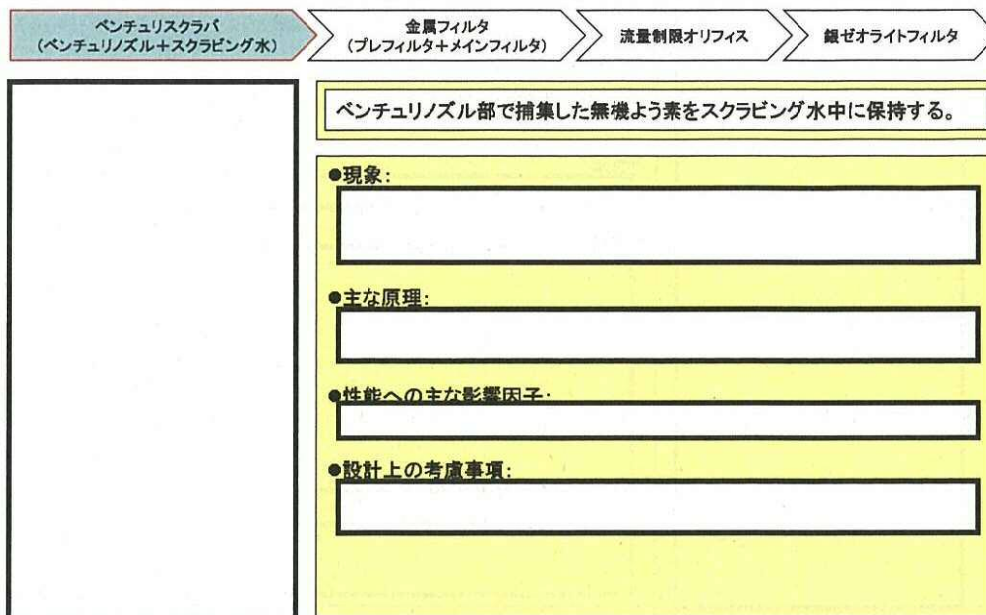 ベンチュリスクラバ
(ベンチュリノズル+スクラビング水)
金属フィルタ
(プレフィルタ+メインフィルタ)
流量制限オリフィス
銀ゼオライトフィルタ
ベンチュリノズル部で捕集した無機よう素をスクラビング水中に保持する。
●現象:
●主な原理:
●性能への主な影響因子:
●設計上の考慮事項: